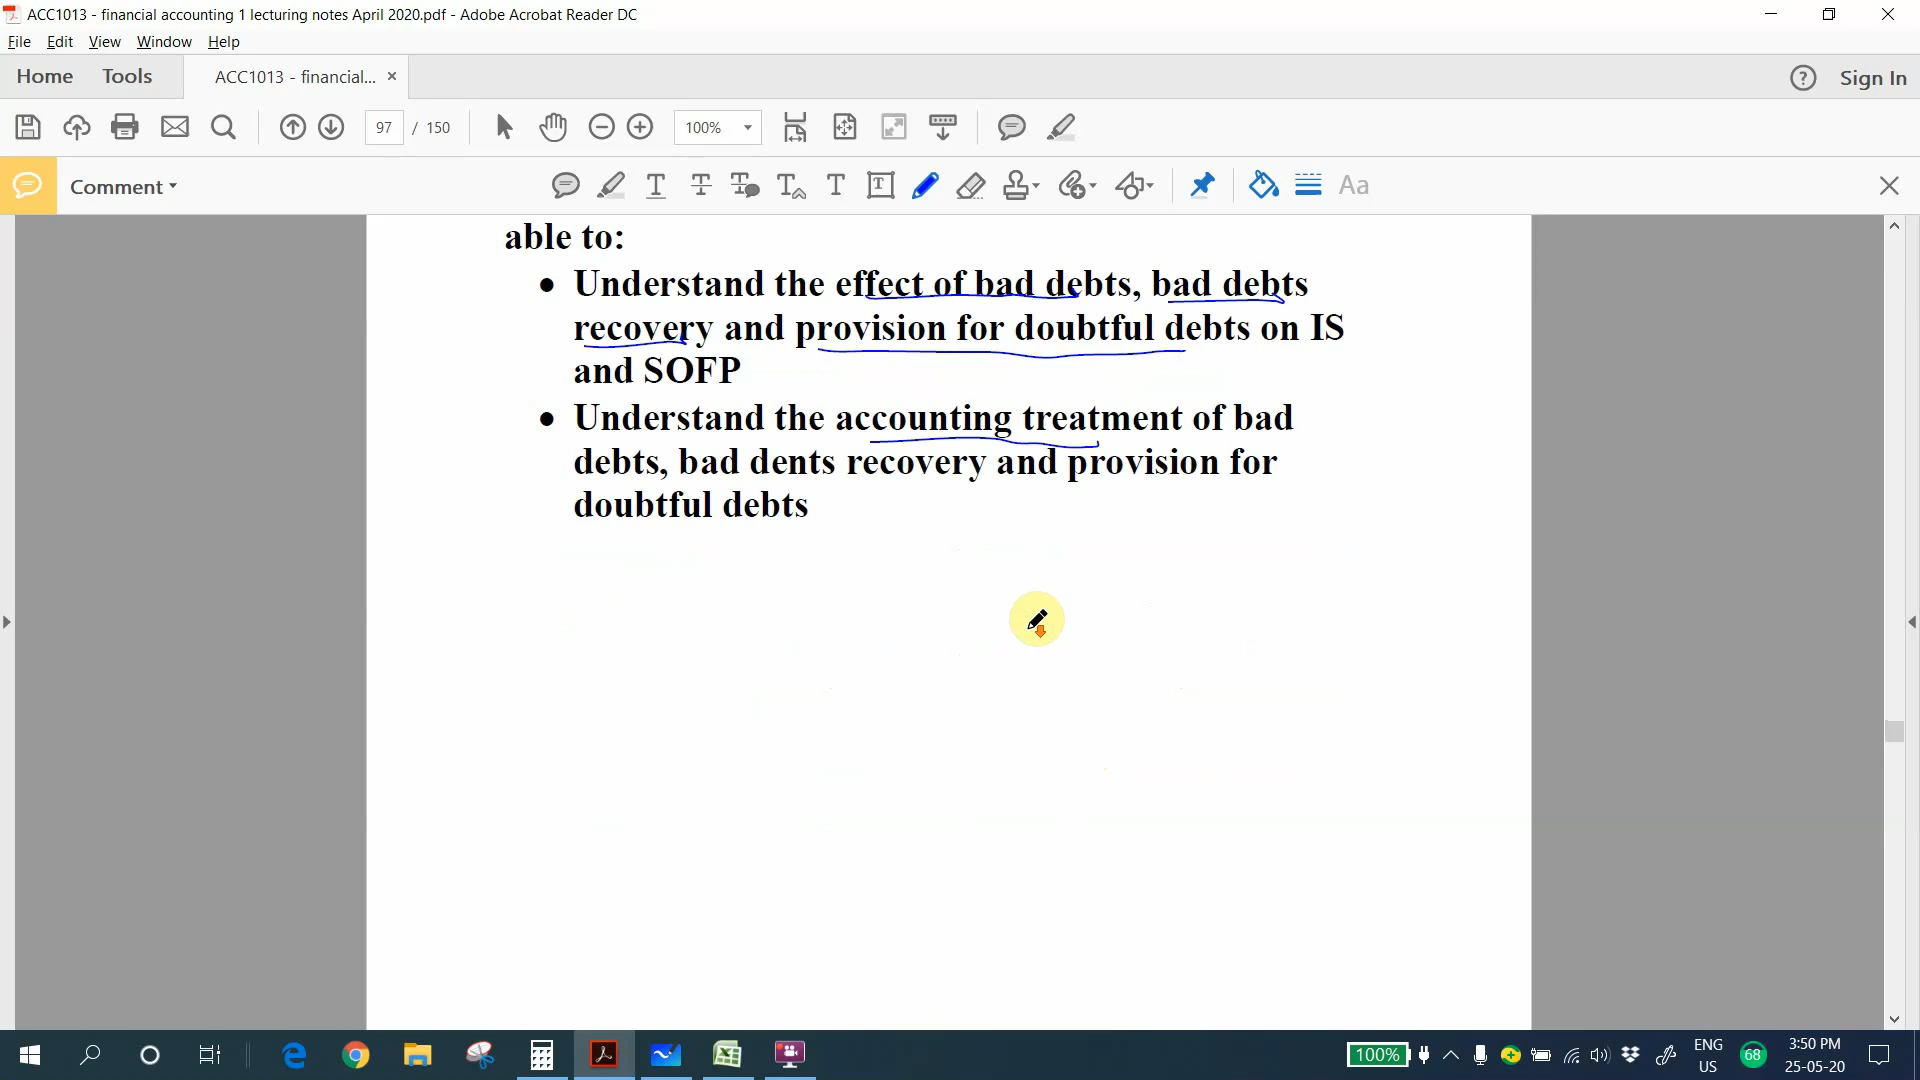 ACC1013 - financial accounting 1 lecturing notes April 2020.pdf - Adobe Acrobat Reader DC
File Edit View Window Help
Home Tools ACC1013 - financial... × ? Sign In
97 / 150 100%
Comment T T T T T T Aa
able to:
• Understand the effect of bad debts, bad debts
recovery and provision for doubtful debts on IS
and SOFP
• Understand the accounting treatment of bad
debts, bad dents recovery and provision for
doubtful debts
100% ENG US 68 3:50 PM
25-05-20